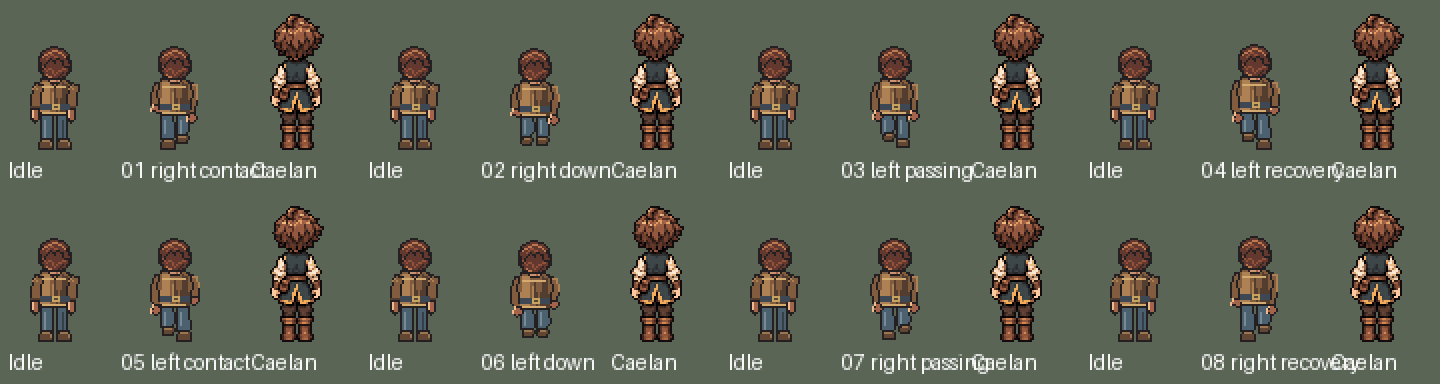 Idle 01 right contact Caelan Idle 02 right down Caelan Idle 03 left passing Caelan Idle 04 left recovery Caelan
Idle 05 left contact Caelan Idle 06 left down Caelan Idle 07 right passing Caelan Idle 08 right recovery Caelan